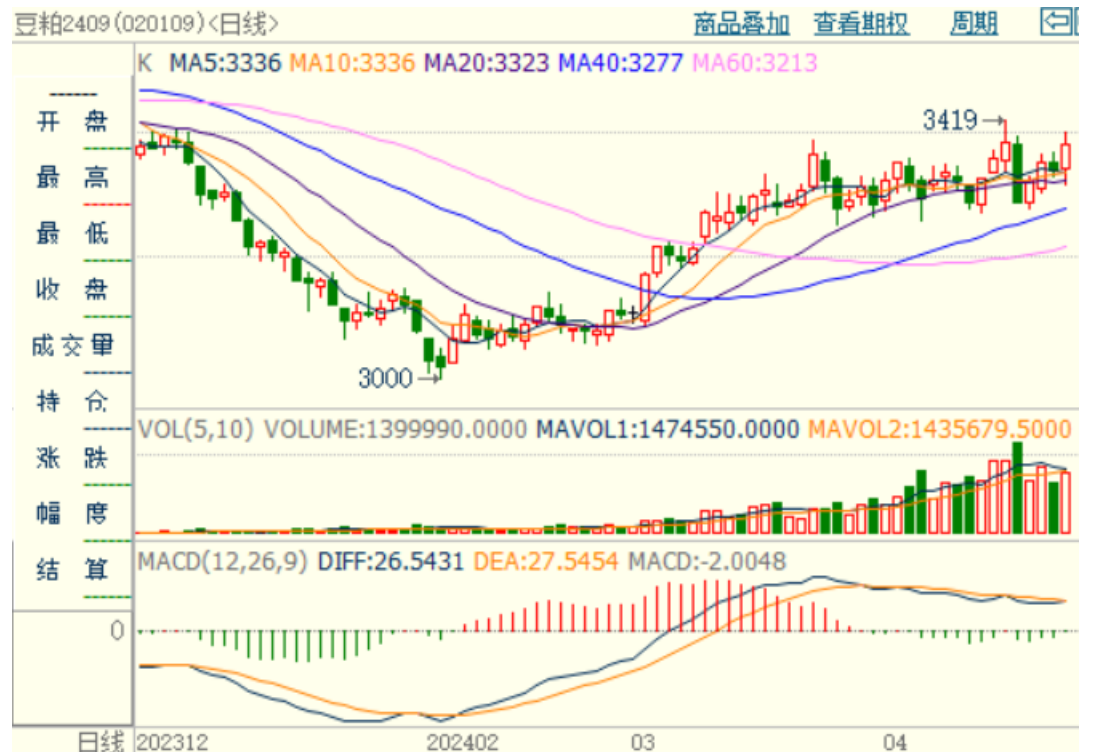 豆粕2409(020109)<日线> 商品叠加 查看期权 周期
K MA5:3336 MA10:3336 MA20:3323 MA40:3277 MA60:3213
开盘
最高
最低
收盘
成交量
持仓
涨跌
幅度
结算
3419
3000
VOL(5,10) VOLUME:1399990.0000 MAVOL1:1474550.0000 MAVOL2:1435679.5000
MACD(12,26,9) DIFF:26.5431 DEA:27.5454 MACD:-2.0048
0
日线 202312 202402 03 04